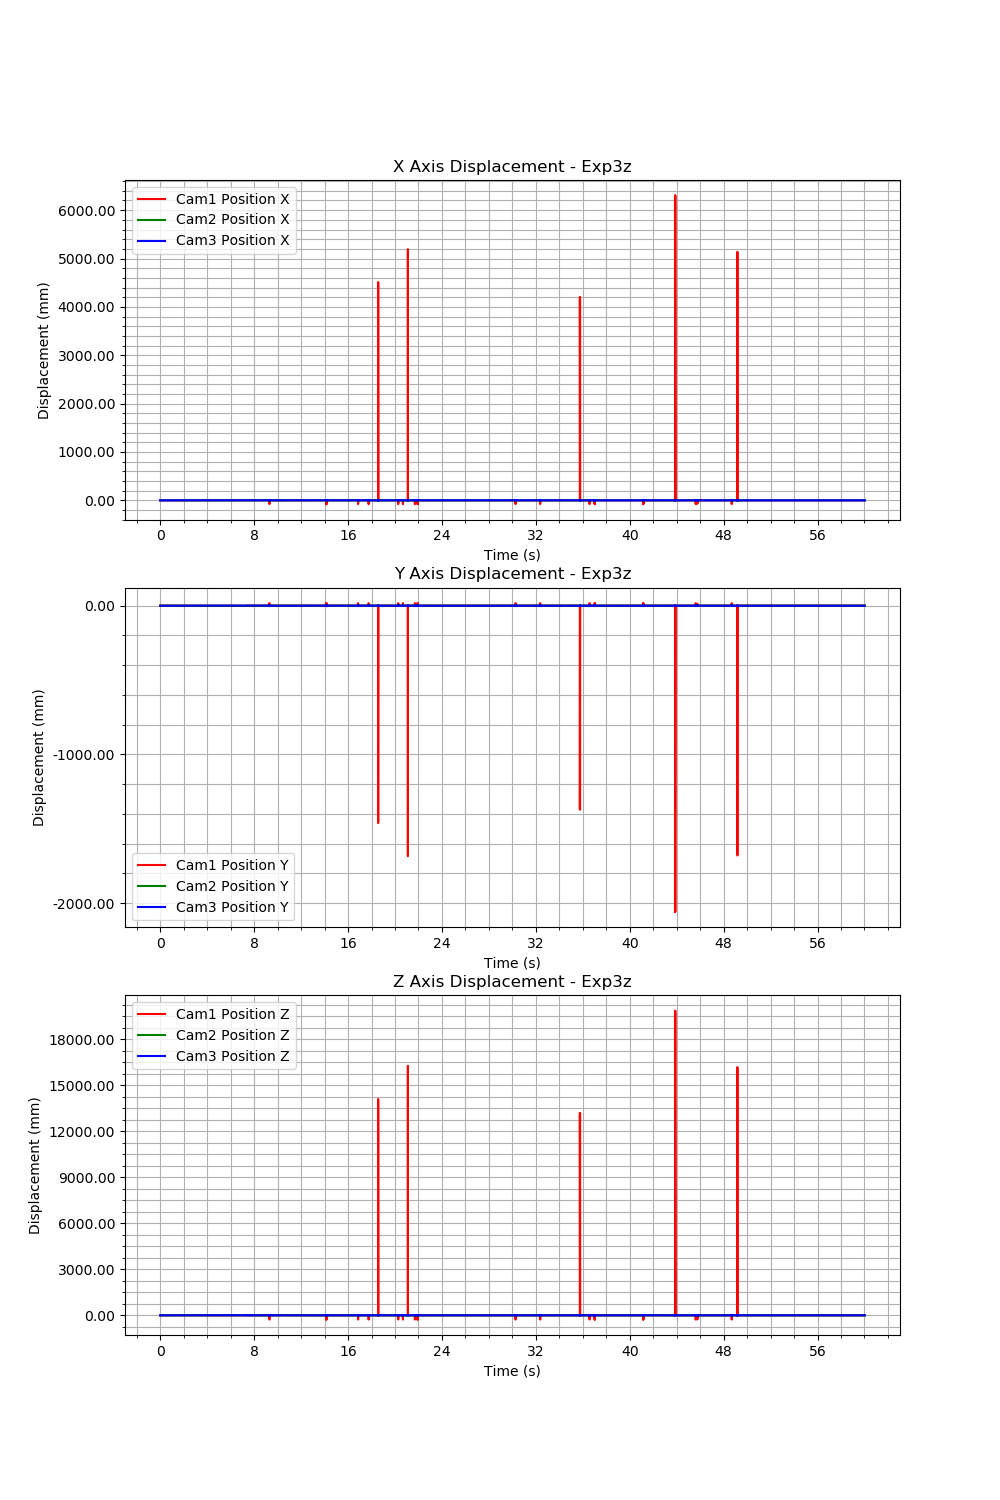 X Axis Displacement - Exp3z
Cam1 Position X
Cam2 Position X
Cam3 Position X
Displacement (mm)
6000.00
5000.00
4000.00
3000.00
2000.00
1000.00
0.00
0 8 16 24 32 40 48 56
Time (s)
Y Axis Displacement - Exp3z
0.00
-1000.00
-2000.00
Displacement (mm)
Cam1 Position Y
Cam2 Position Y
Cam3 Position Y
0 8 16 24 32 40 48 56
Time (s)
Z Axis Displacement - Exp3z
Cam1 Position Z
Cam2 Position Z
Cam3 Position Z
Displacement (mm)
18000.00
15000.00
12000.00
9000.00
6000.00
3000.00
0.00
0 8 16 24 32 40 48 56
Time (s)